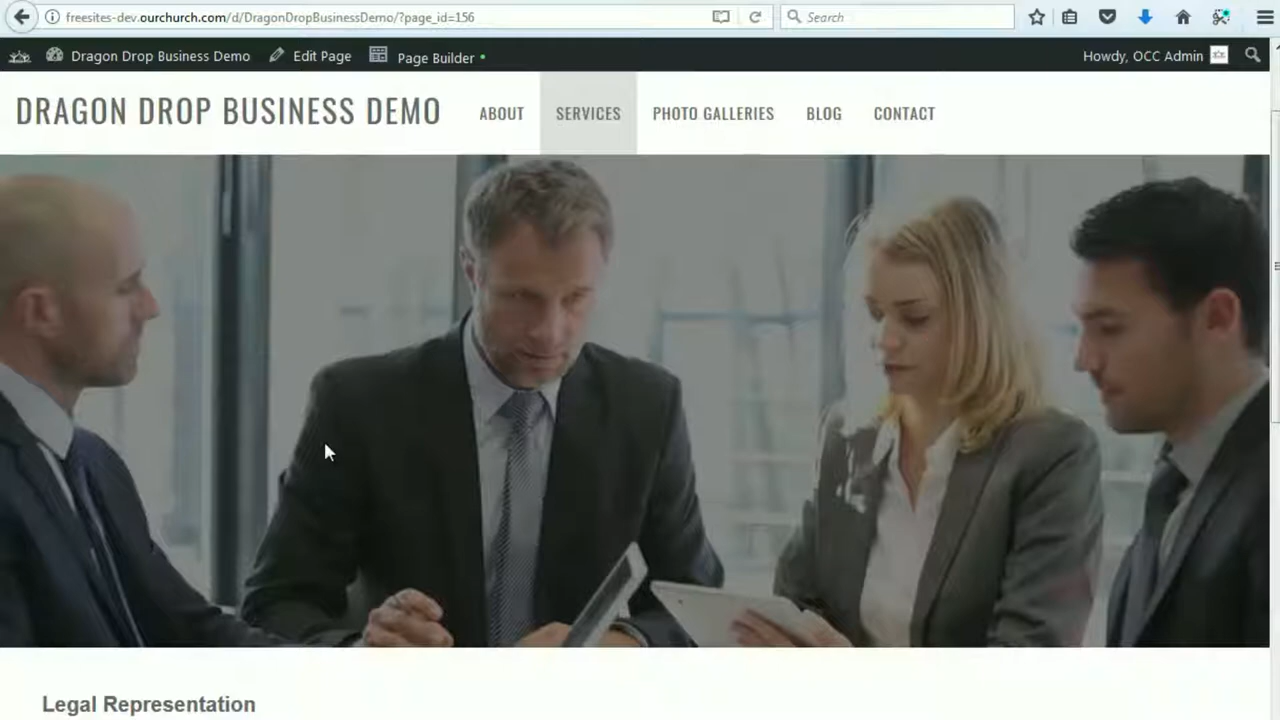 freesites-dev.ourchurch.com/d/DragonDropBusinessDemo/?page_id=156
Search
Dragon Drop Business Demo
Edit Page
Page Builder
Howdy, OCC Admin
DRAGON DROP BUSINESS DEMO
ABOUT
SERVICES
PHOTO GALLERIES
BLOG
CONTACT
Legal Representation